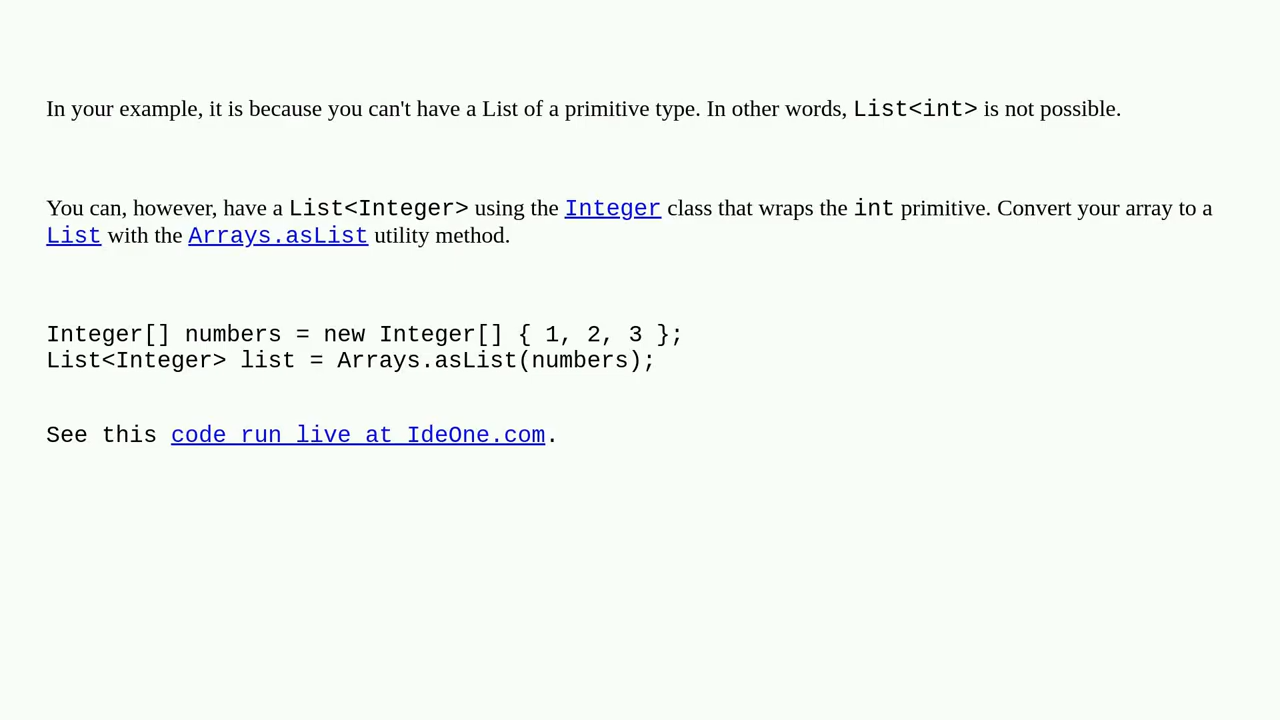 In your example, it is because you can't have a List of a primitive type. In other words, List<int> is not possible.
You can, however, have a List<Integer> using the Integer class that wraps the int primitive. Convert your array to a
List with the Arrays.asList utility method.
Integer[] numbers = new Integer[] { 1, 2, 3 };
List<Integer> list = Arrays.asList(numbers);
See this code run live at IdeOne.com.